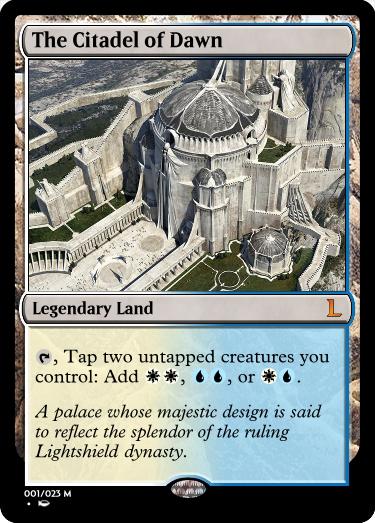 The Citadel of Dawn
Legendary Land
L
, Tap two untapped creatures you
control: Add , , or .
A palace whose majestic design is said
to reflect the splendor of the ruling
Lightshield dynasty.
001/023 M